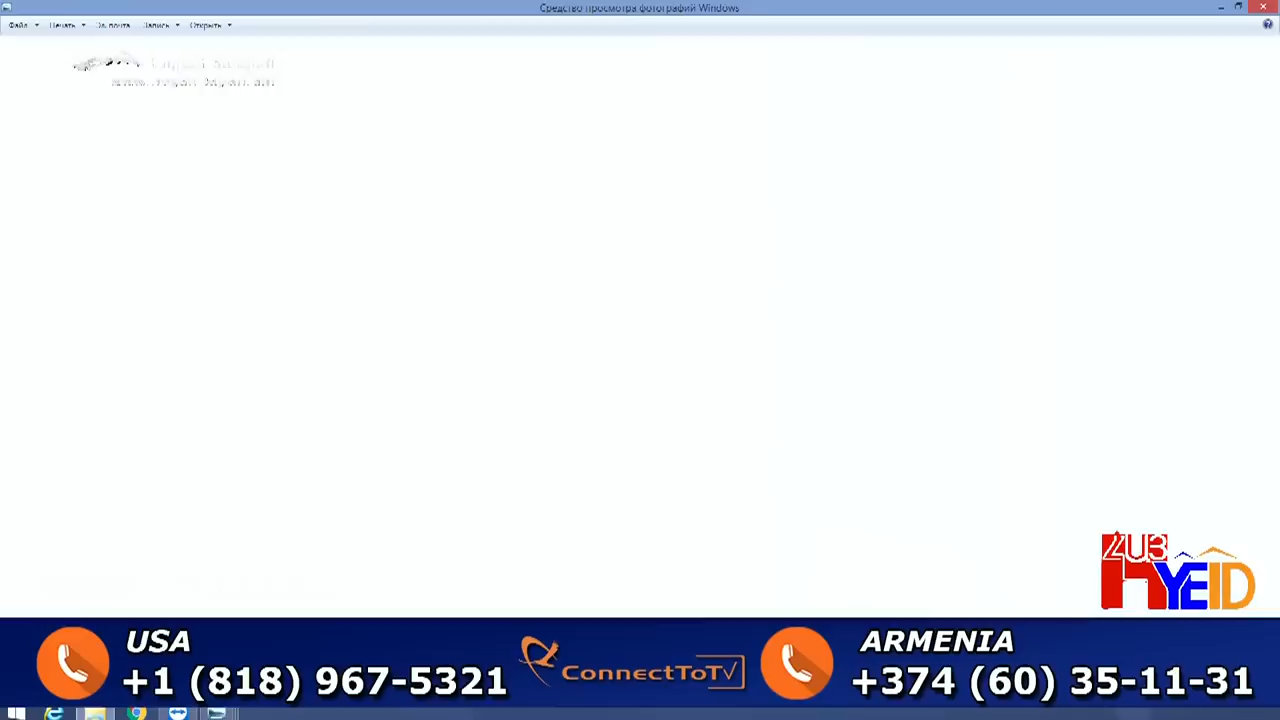 Средство просмотра фотографий Windows
Файл Печать Эл. почта Запись Открыть
ՀԱՅ
HYEID
USA
+1 (818) 967-5321
ConnectToTV
ARMENIA
+374 (60) 35-11-31